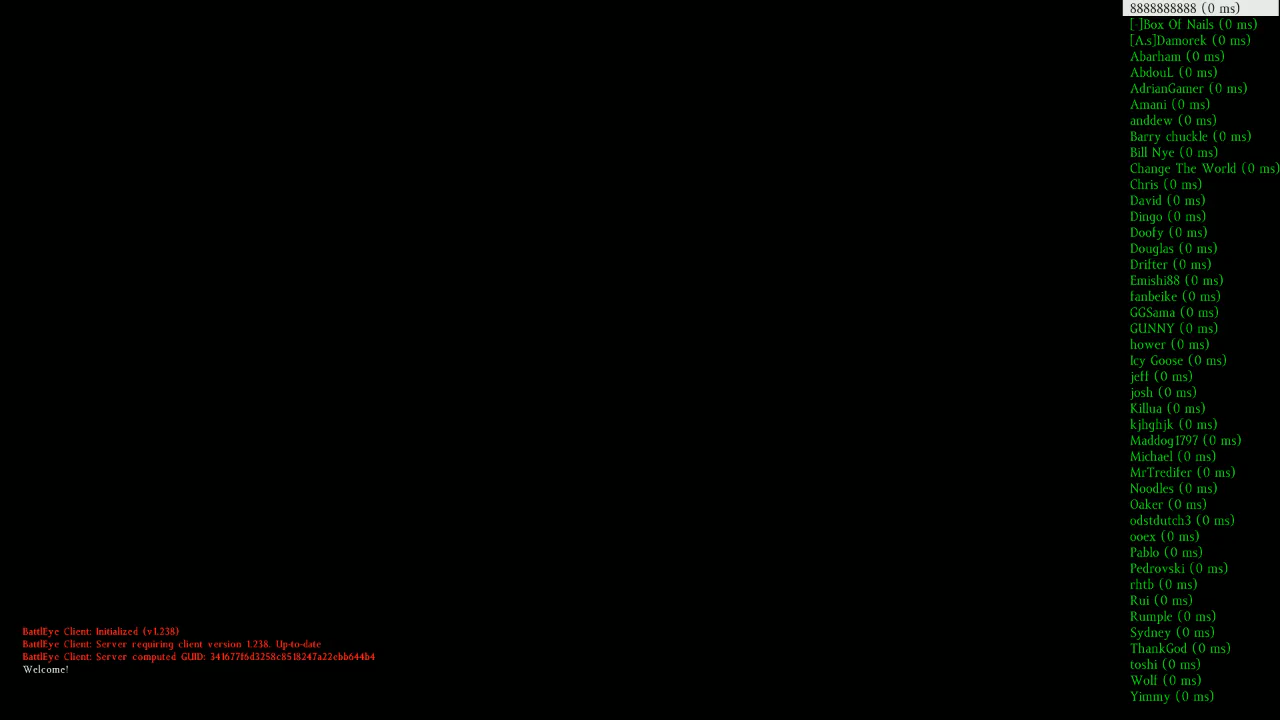 8888888888 (0 ms)
[-]Box Of Nails (0 ms)
[A.s]Damorek (0 ms)
Abarham (0 ms)
AbdouL (0 ms)
AdrianGamer (0 ms)
Amani (0 ms)
anddew (0 ms)
Barry chuckle (0 ms)
Bill Nye (0 ms)
Change The World (0 ms)
Chris (0 ms)
David (0 ms)
Dingo (0 ms)
Doofy (0 ms)
Douglas (0 ms)
Drifter (0 ms)
Emishi88 (0 ms)
fanbeike (0 ms)
GGSama (0 ms)
GUNNY (0 ms)
hower (0 ms)
Icy Goose (0 ms)
jeff (0 ms)
josh (0 ms)
Killua (0 ms)
kjhghjk (0 ms)
Maddog1797 (0 ms)
Michael (0 ms)
MrTredifer (0 ms)
Noodles (0 ms)
Oaker (0 ms)
odstdutch3 (0 ms)
ooex (0 ms)
Pablo (0 ms)
Pedrovski (0 ms)
rhtb (0 ms)
Rui (0 ms)
Rumple (0 ms)
Sydney (0 ms)
ThankGod (0 ms)
toshi (0 ms)
Wolf (0 ms)
Yimmy (0 ms)
BattlEye Client: Initialized (v1.238)
BattlEye Client: Server requiring client version 1.238. Up-to-date
BattlEye Client: Server computed GUID: 341677f6d3258c8518247a22ebb644b4
Welcome!